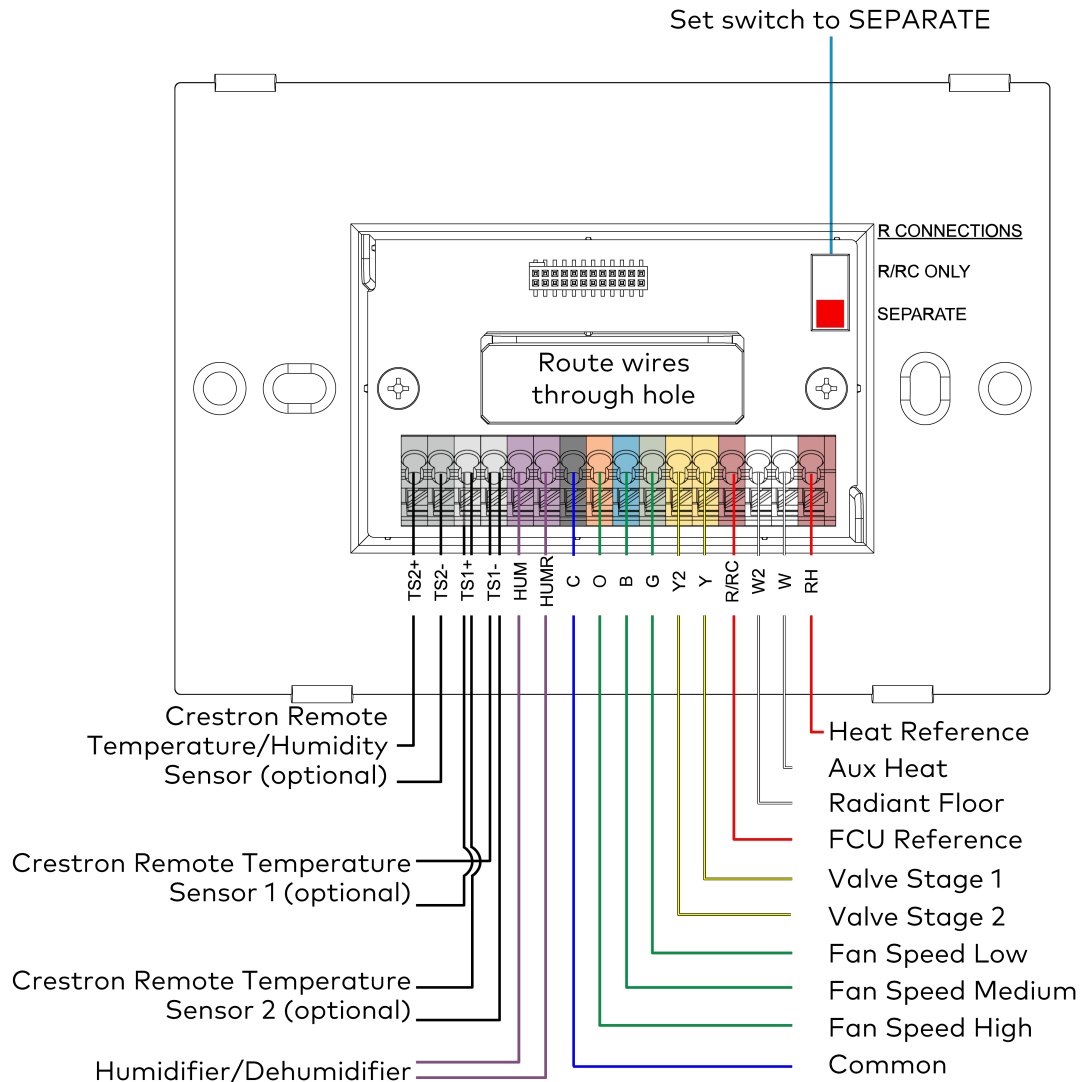 Set switch to SEPARATE
R CONNECTIONS
R/RC ONLY
SEPARATE
Route wires
through hole
TS2+
TS2-
TS1+
TS1-
HUM
HUMR
C
O
B
G
Y2
Y
R/RC
W2
W
RH
Crestron Remote
Temperature/Humidity
Sensor (optional)
Crestron Remote Temperature
Sensor 1 (optional)
Crestron Remote Temperature
Sensor 2 (optional)
Humidifier/Dehumidifier
Heat Reference
Aux Heat
Radiant Floor
FCU Reference
Valve Stage 1
Valve Stage 2
Fan Speed Low
Fan Speed Medium
Fan Speed High
Common